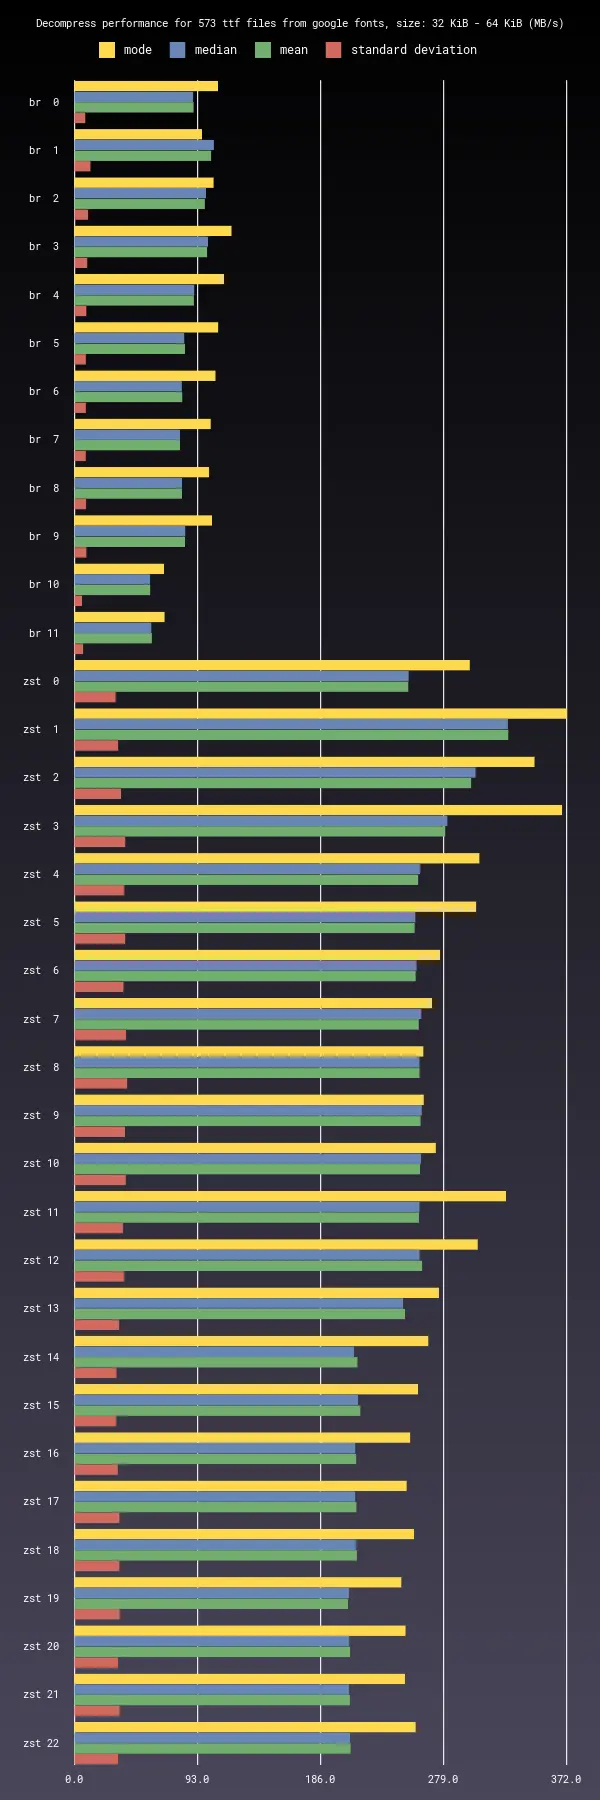 Decompress performance for 573 ttf files from google fonts, size: 32 KiB - 64 KiB (MB/s)
mode median mean standard deviation
br 0
br 1
br 2
br 3
br 4
br 5
br 6
br 7
br 8
br 9
br 10
br 11
zst 0
zst 1
zst 2
zst 3
zst 4
zst 5
zst 6
zst 7
zst 8
zst 9
zst 10
zst 11
zst 12
zst 13
zst 14
zst 15
zst 16
zst 17
zst 18
zst 19
zst 20
zst 21
zst 22
0.0 93.0 186.0 279.0 372.0